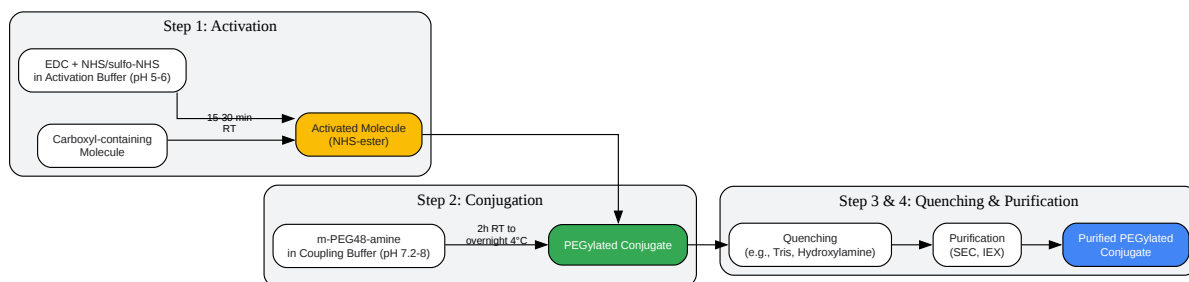 Step 1: Activation
EDC + NHS/sulfo-NHS
in Activation Buffer (pH 5-6)
15-30 min
RT
Carboxyl-containing
Molecule
Activated Molecule
(NHS-ester)
Step 2: Conjugation
m-PEG48-amine
in Coupling Buffer (pH 7.2-8)
2h RT to
overnight 4°C
PEGylated Conjugate
Step 3 & 4: Quenching & Purification
Quenching
(e.g., Tris, Hydroxylamine)
Purification
(SEC, IEX)
Purified PEGylated
Conjugate